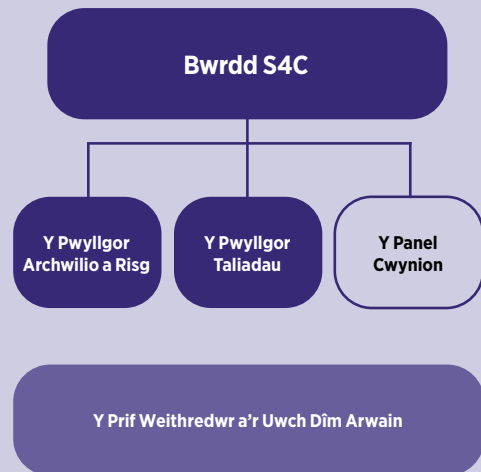 Bwrdd S4C
Y Pwyllgor
Archwilio a Risg
Y Pwyllgor
Taliadau
Y Panel
Cwynion
Y Prif Weithredwr a'r Uwch Dîm Arwain